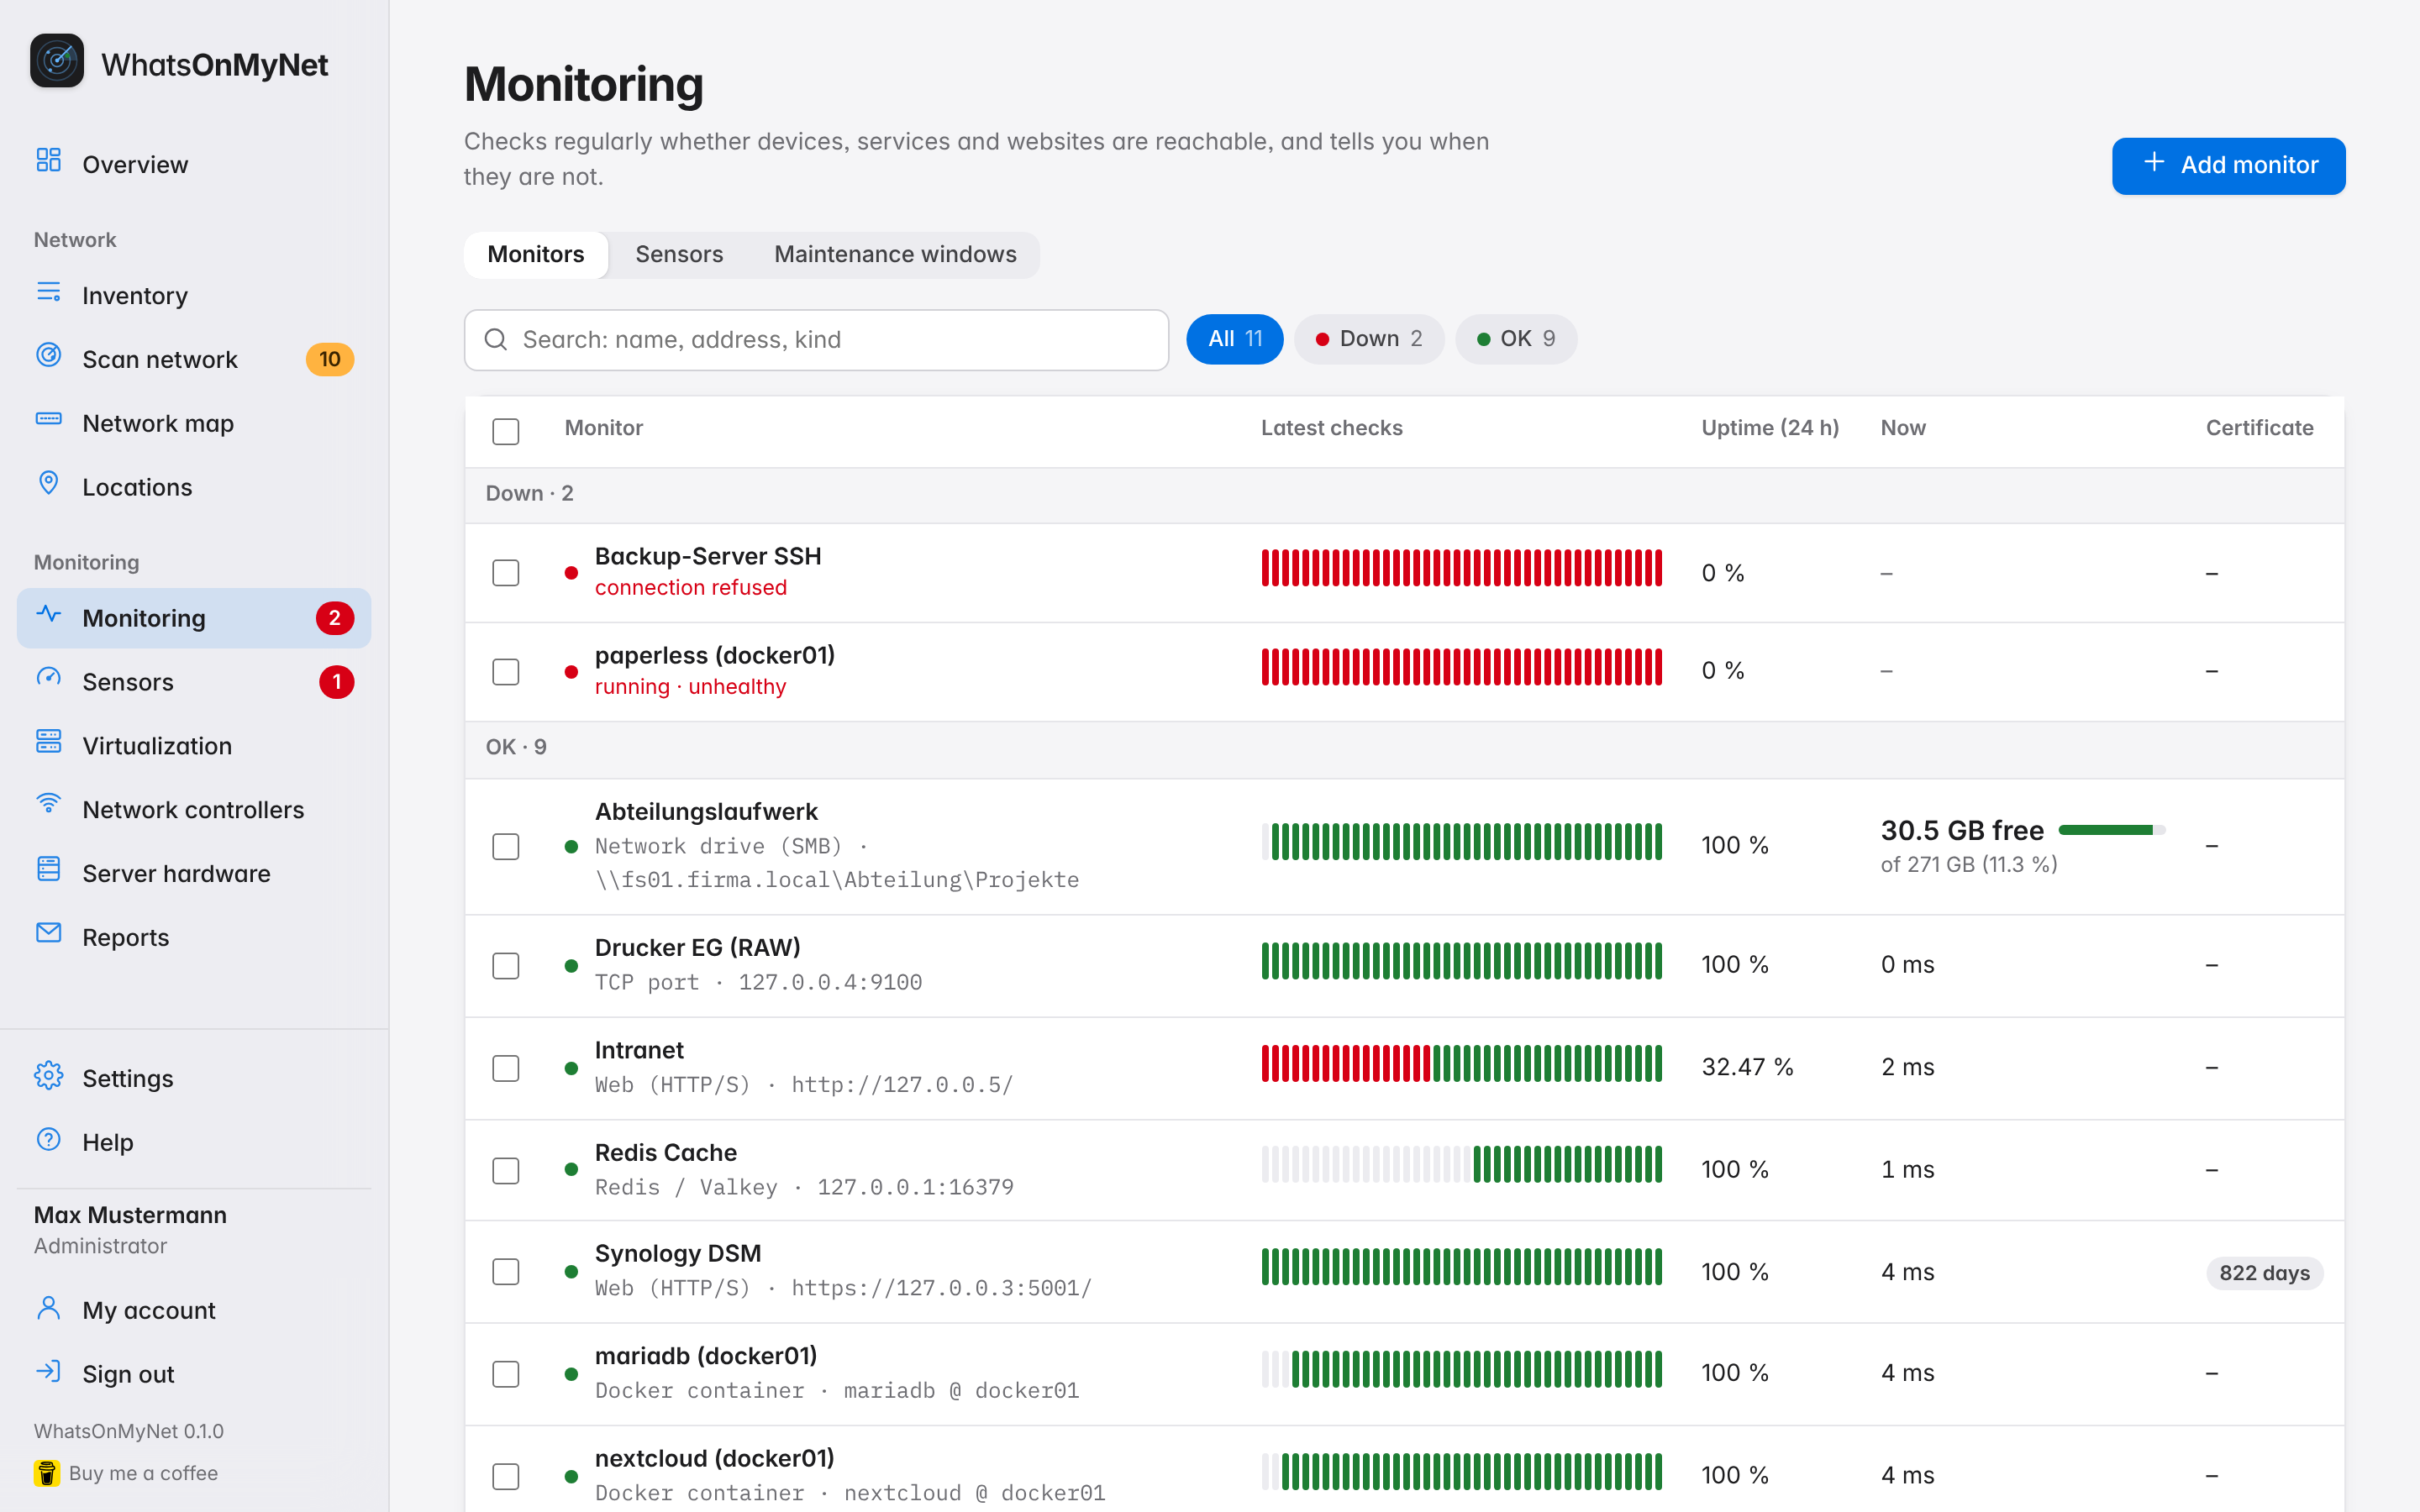 WhatsOnMyNet
Overview
Network
Inventory
Scan network 10
Network map
Locations
Monitoring
Monitoring 2
Sensors 1
Virtualization
Network controllers
Server hardware
Reports
Settings
Help
Max Mustermann
Administrator
My account
Sign out
WhatsOnMyNet 0.1.0
Buy me a coffee
Monitoring
Checks regularly whether devices, services and websites are reachable, and tells you when
they are not.
+ Add monitor
Monitors Sensors Maintenance windows
Search: name, address, kind All 11 Down 2 OK 9
Monitor Latest checks Uptime (24 h) Now Certificate
Down · 2
Backup-Server SSH
connection refused
0 % – –
paperless (docker01)
running · unhealthy
0 % – –
OK · 9
Abteilungslaufwerk
Network drive (SMB) ·
\\fs01.firma.local\Abteilung\Projekte
100 % 30.5 GB free –
of 271 GB (11.3 %)
Drucker EG (RAW)
TCP port · 127.0.0.4:9100
100 % 0 ms –
Intranet
Web (HTTP/S) · http://127.0.0.5/
32.47 % 2 ms –
Redis Cache
Redis / Valkey · 127.0.0.1:16379
100 % 1 ms –
Synology DSM
Web (HTTP/S) · https://127.0.0.3:5001/
100 % 4 ms 822 days
mariadb (docker01)
Docker container · mariadb @ docker01
100 % 4 ms –
nextcloud (docker01)
Docker container · nextcloud @ docker01
100 % 4 ms –